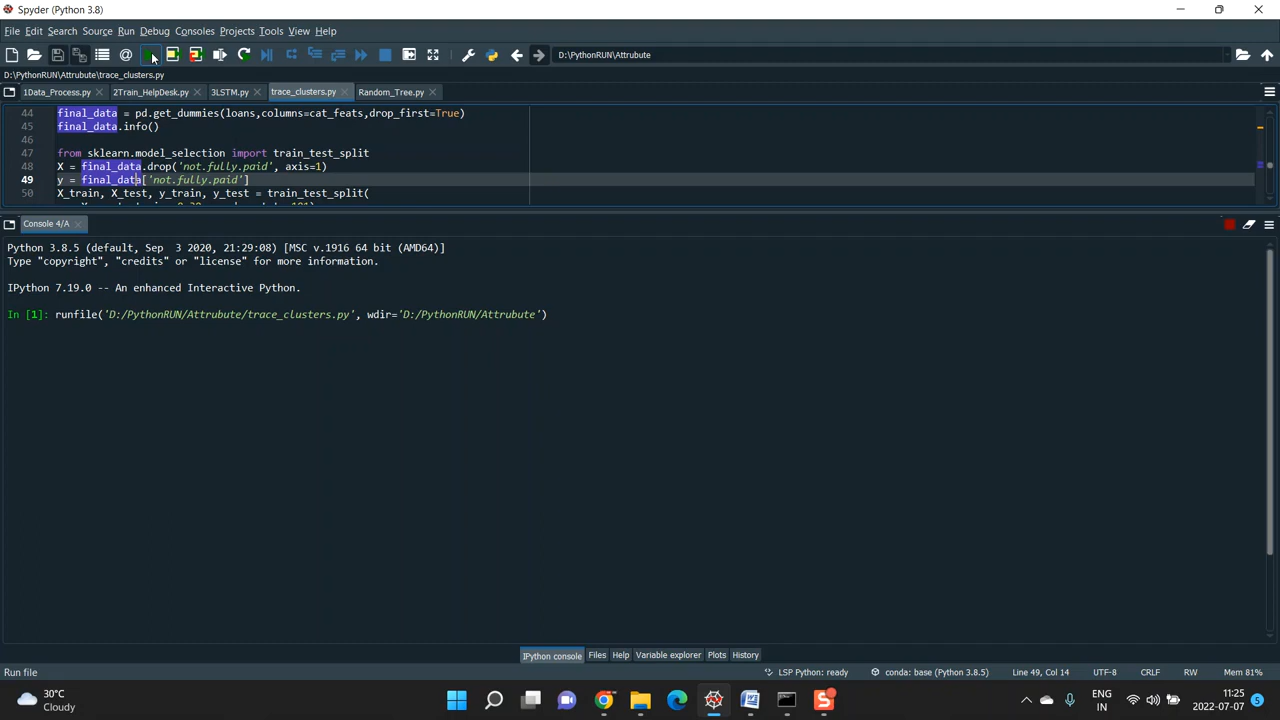 Spyder (Python 3.8)
File Edit Search Source Run Debug Consoles Projects Tools View Help
D:\PythonRUN\Attrubute
D:\PythonRUN\Attrubute\trace_clusters.py
1Data_Process.py 2Train_HelpDesk.py 3LSTM.py trace_clusters.py Random_Tree.py
44 final_data = pd.get_dummies(loans,columns=cat_feats,drop_first=True)
45 final_data.info()
46
47 from sklearn.model_selection import train_test_split
48 X = final_data.drop('not.fully.paid', axis=1)
49 y = final_data['not.fully.paid']
50 X_train, X_test, y_train, y_test = train_test_split(
Console 4/A
Python 3.8.5 (default, Sep  3 2020, 21:29:08) [MSC v.1916 64 bit (AMD64)]
Type "copyright", "credits" or "license" for more information.
IPython 7.19.0 -- An enhanced Interactive Python.
In [1]: runfile('D:/PythonRUN/Attrubute/trace_clusters.py', wdir='D:/PythonRUN/Attrubute')
IPython console Files Help Variable explorer Plots History
Run file LSP Python: ready conda: base (Python 3.8.5) Line 49, Col 14 UTF-8 CRLF RW Mem 81%
30°C
Cloudy
ENG
IN
11:25
2022-07-07
5